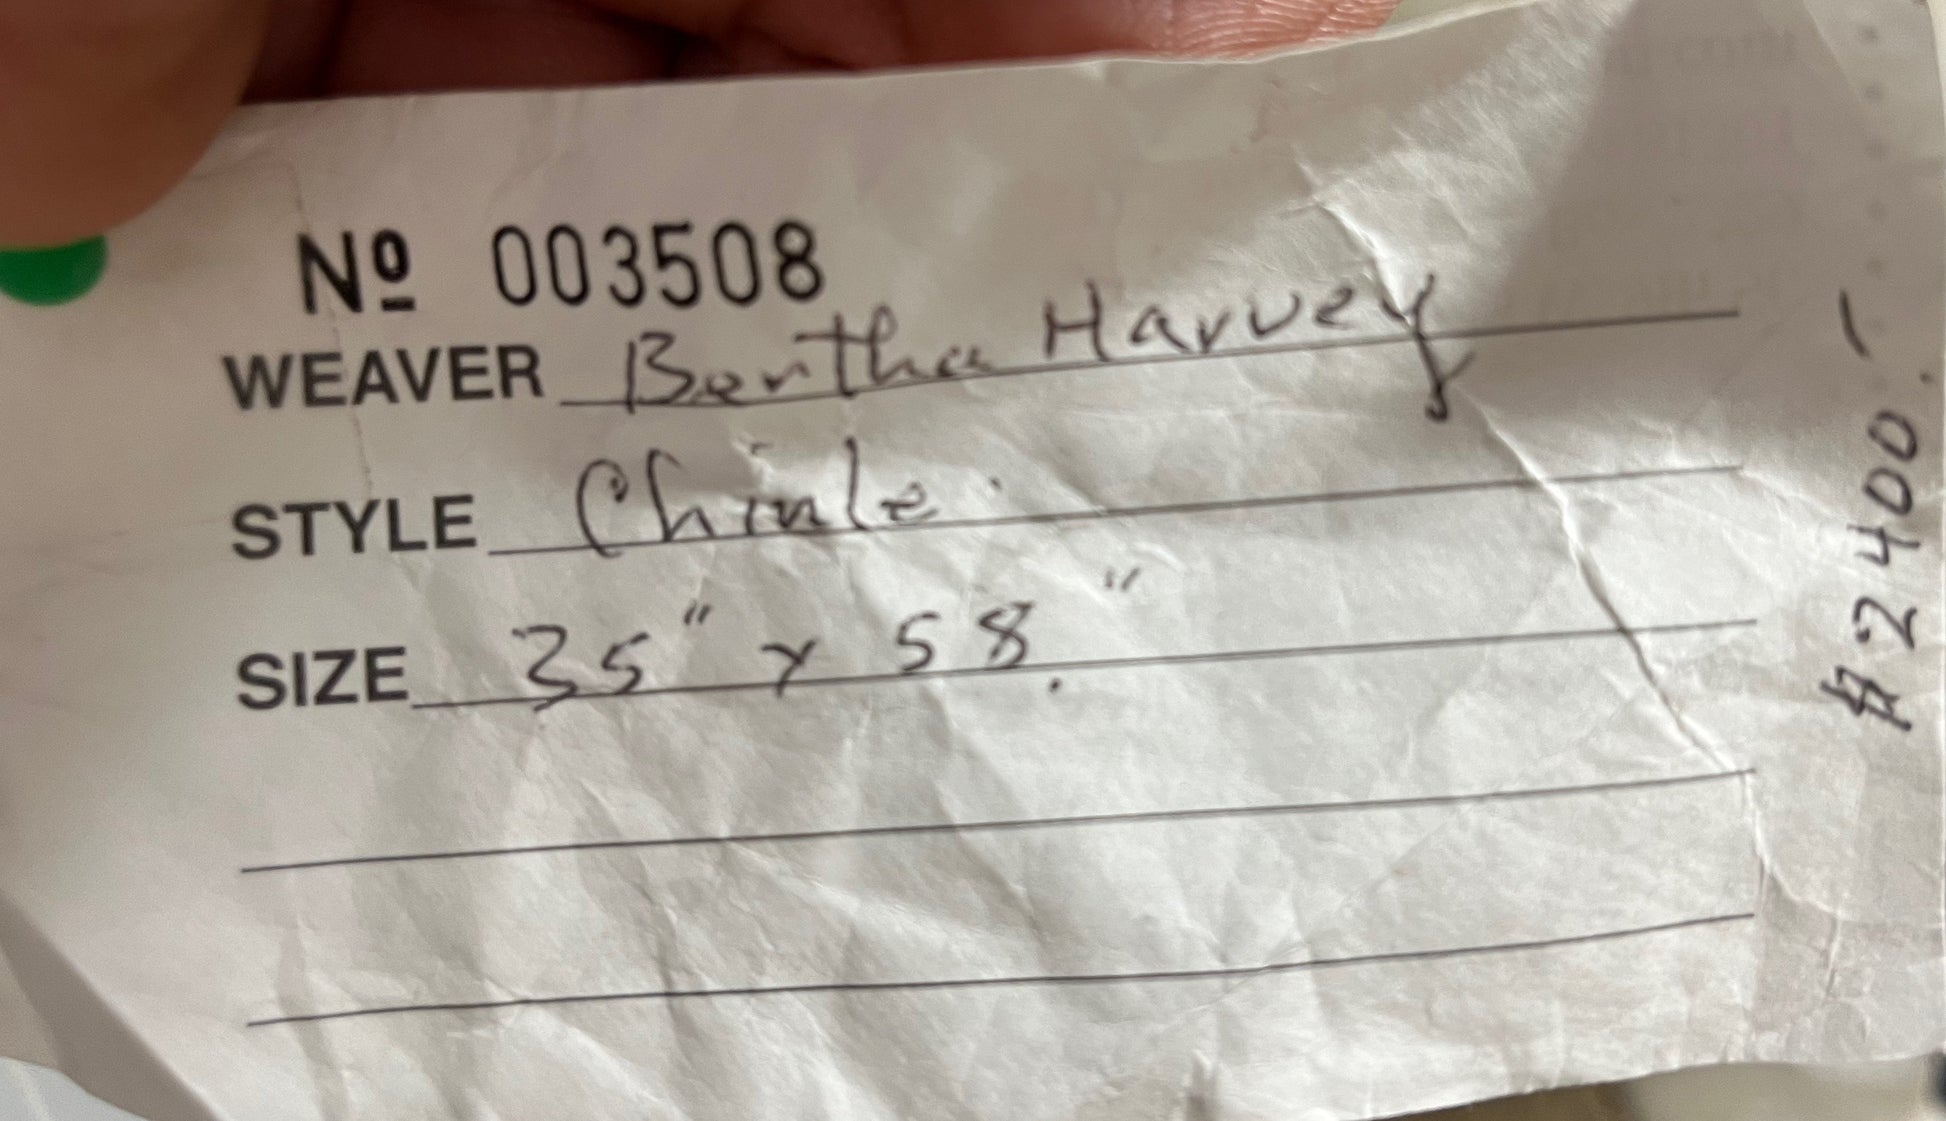 Nº 003508
WEAVER Bertha Harvey
STYLE Chinle
SIZE 35" x 58"
$2400.-